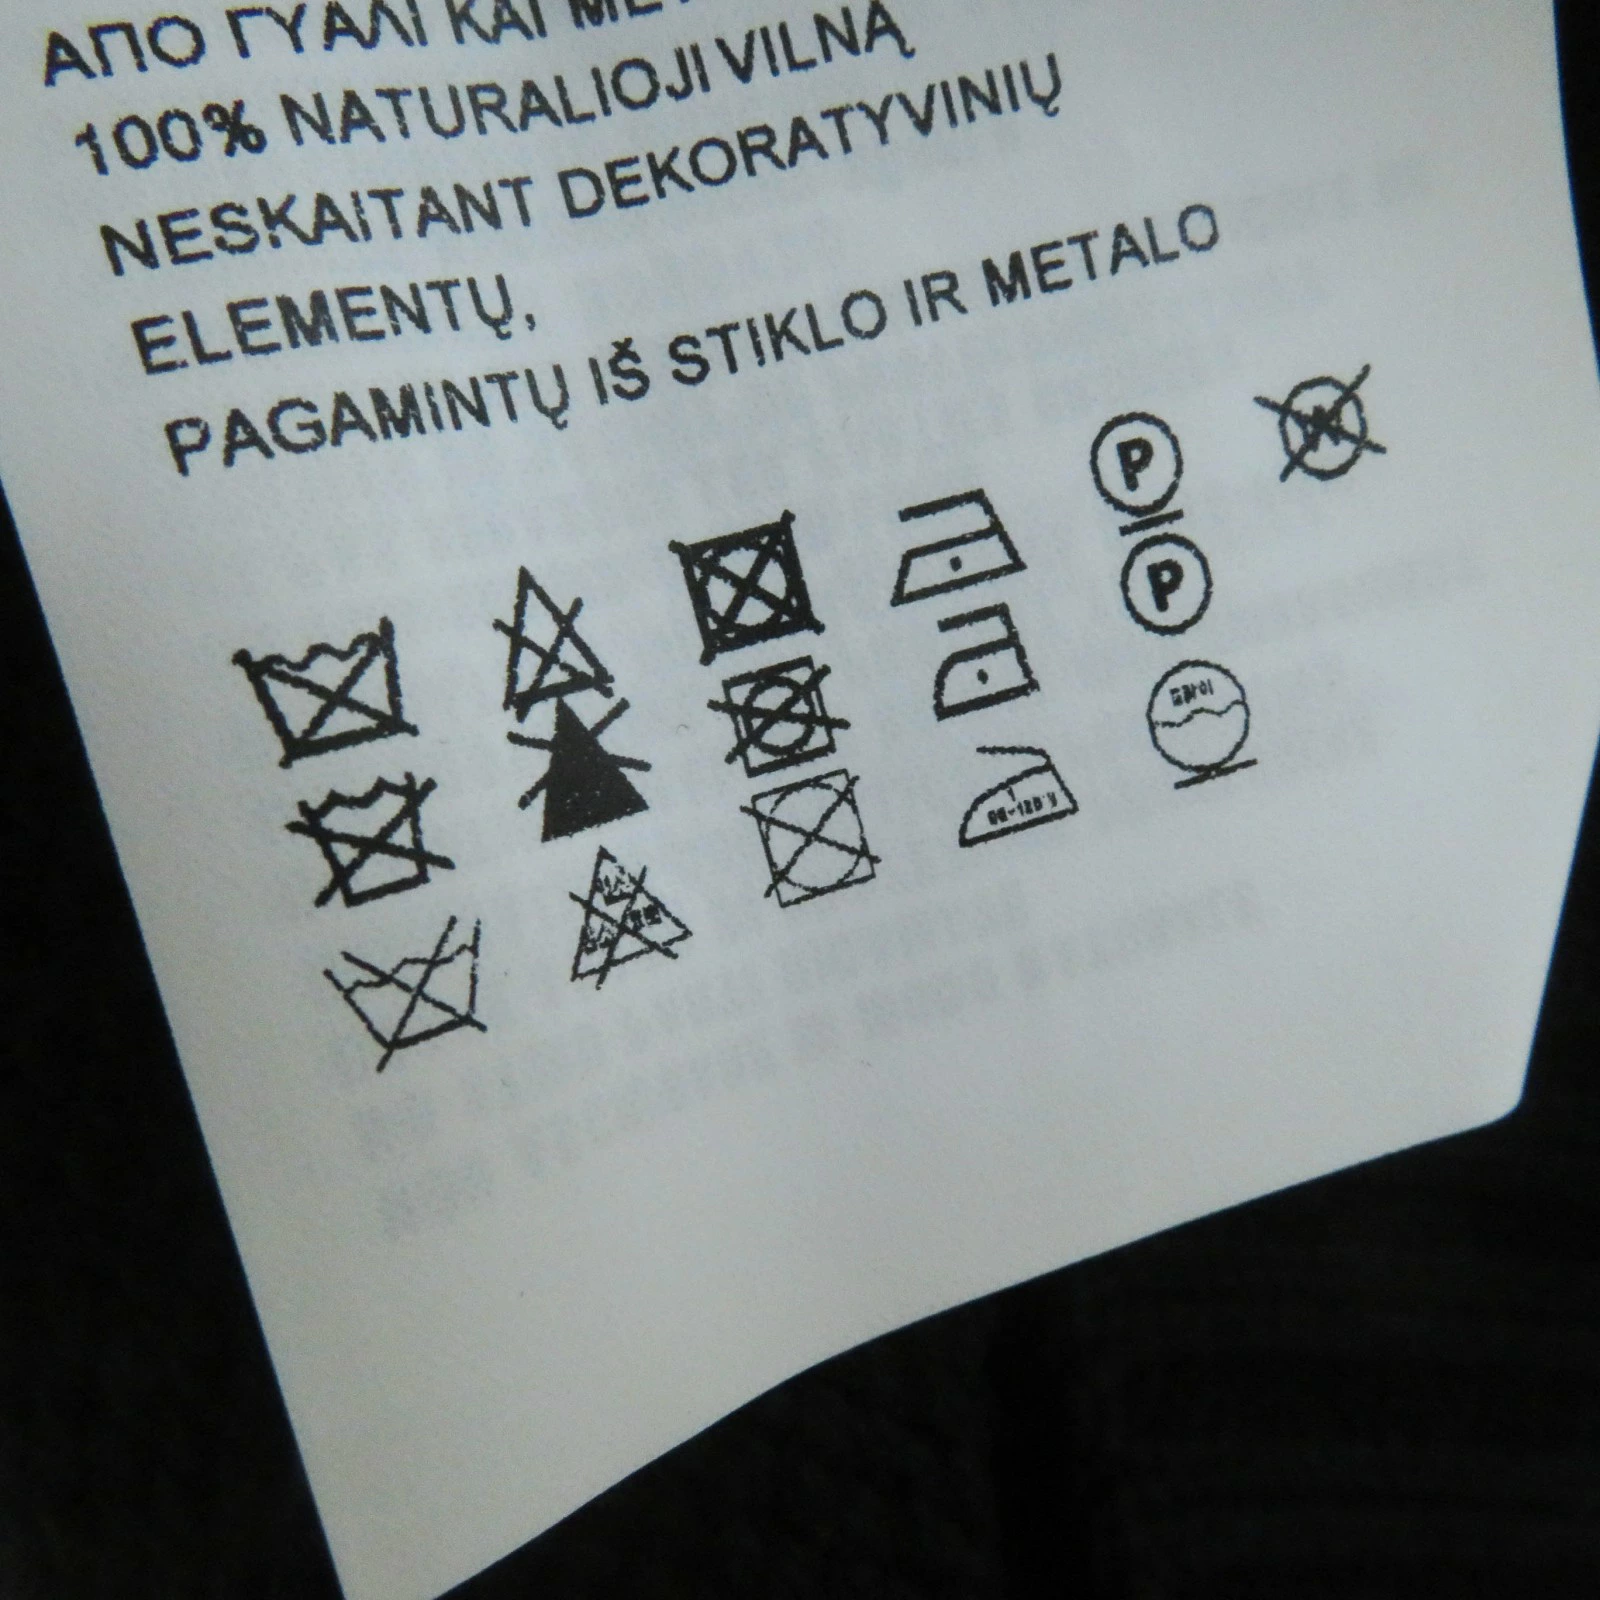 ΑΠΟ ΓΥΑΛΙ ΚΑΙ
100% NATURALIOJI VILNĄ
NESKAITANT DEKORATYVINIŲ
ELEMENTŲ,
PAGAMINTŲ IŠ STIKLO IR METALO
P
W
P